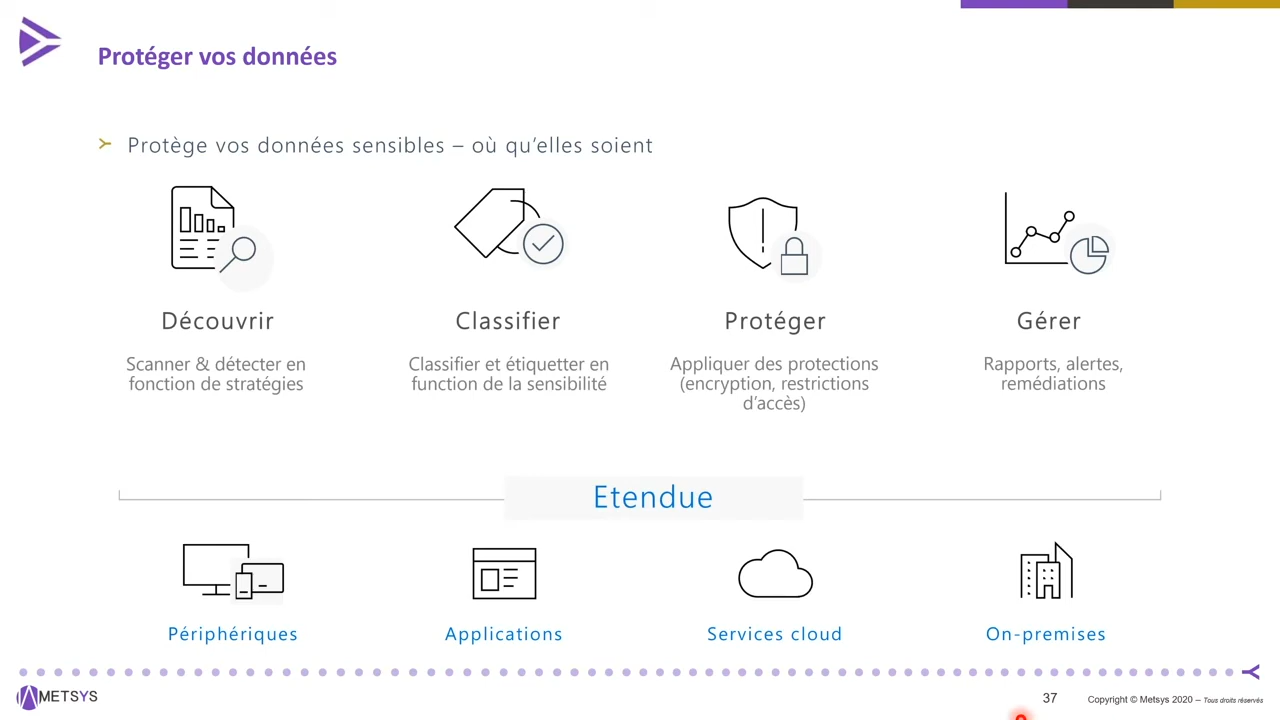 Protéger vos données
Protège vos données sensibles – où qu'elles soient
Découvrir
Scanner & détecter en
fonction de stratégies
Classifier
Classifier et étiquetter en
function de la sensibilité
Protéger
Appliquer des protections
(encryption, restrictions
d'accès)
Gérer
Rapports, alertes,
remédiations
Etendue
Périphériques
Applications
Services cloud
On-premises
METSYS
37
Copyright © Metsys 2020 – Tous droits réservés